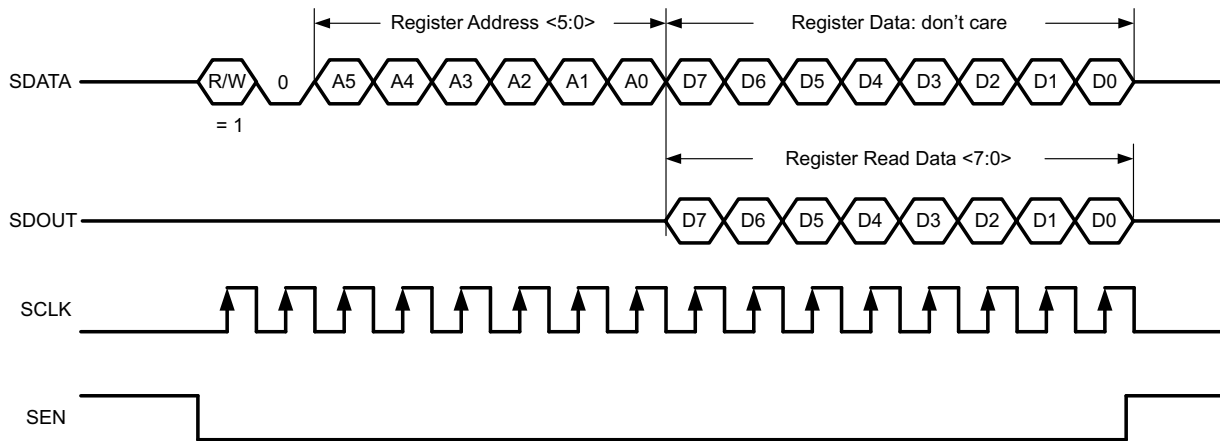 Register Address <5:0> Register Data: don't care
SDATA R/W 0 A5 A4 A3 A2 A1 A0 D7 D6 D5 D4 D3 D2 D1 D0
= 1
Register Read Data <7:0>
SDOUT D7 D6 D5 D4 D3 D2 D1 D0
SCLK
SEN